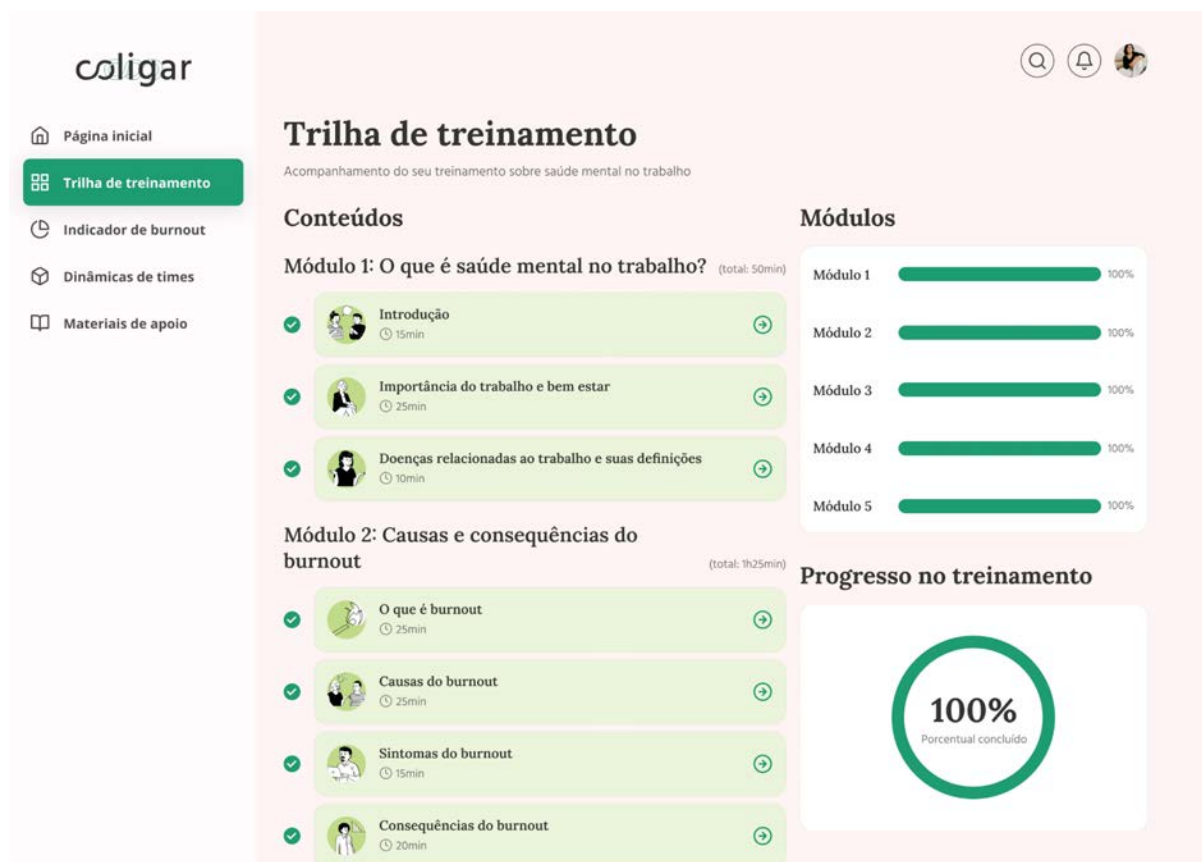 coligar
Página inicial
Trilha de treinamento
Indicador de burnout
Dinâmicas de times
Materiais de apoio
Trilha de treinamento
Acompanhamento do seu treinamento sobre saúde mental no trabalho
Conteúdos
Módulo 1: O que é saúde mental no trabalho? (total: 50min)
Introdução
15min
Importância do trabalho e bem estar
25min
Doenças relacionadas ao trabalho e suas definições
10min
Módulo 2: Causas e consequências do
burnout (total: 1h25min)
O que é burnout
25min
Causas do burnout
25min
Sintomas do burnout
15min
Consequências do burnout
20min
Módulos
Módulo 1 100%
Módulo 2 100%
Módulo 3 100%
Módulo 4 100%
Módulo 5 100%
Progresso no treinamento
100%
Porcentual concluído